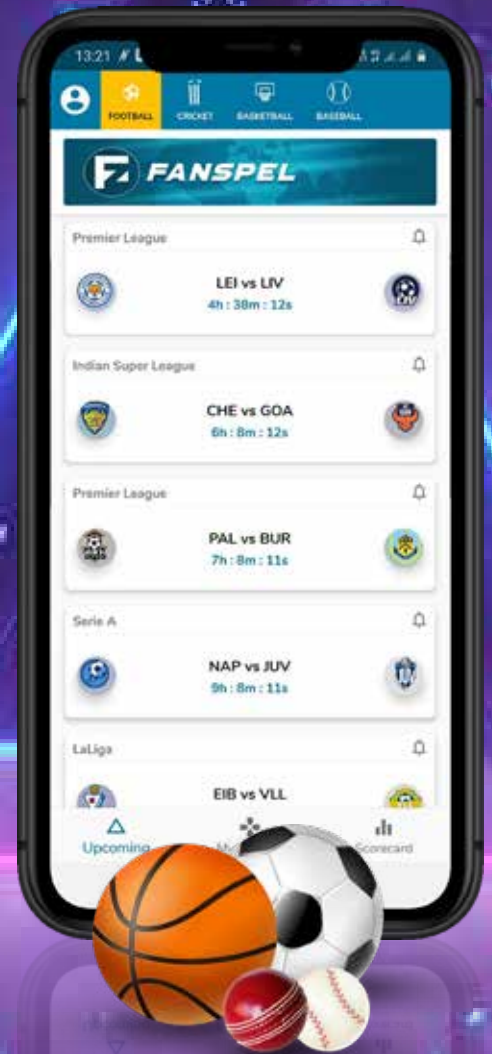 13:21
FOOTBALL CRICKET BASKETBALL BASEBALL
FANSPEL
Premier League
LEI vs LIV
4h : 38m : 12s
Indian Super League
CHE vs GOA
6h : 8m : 12s
Premier League
PAL vs BUR
7h : 8m : 11s
Serie A
NAP vs JUV
9h : 8m : 11s
LaLiga
EIB vs VLL
Upcoming Scorecard